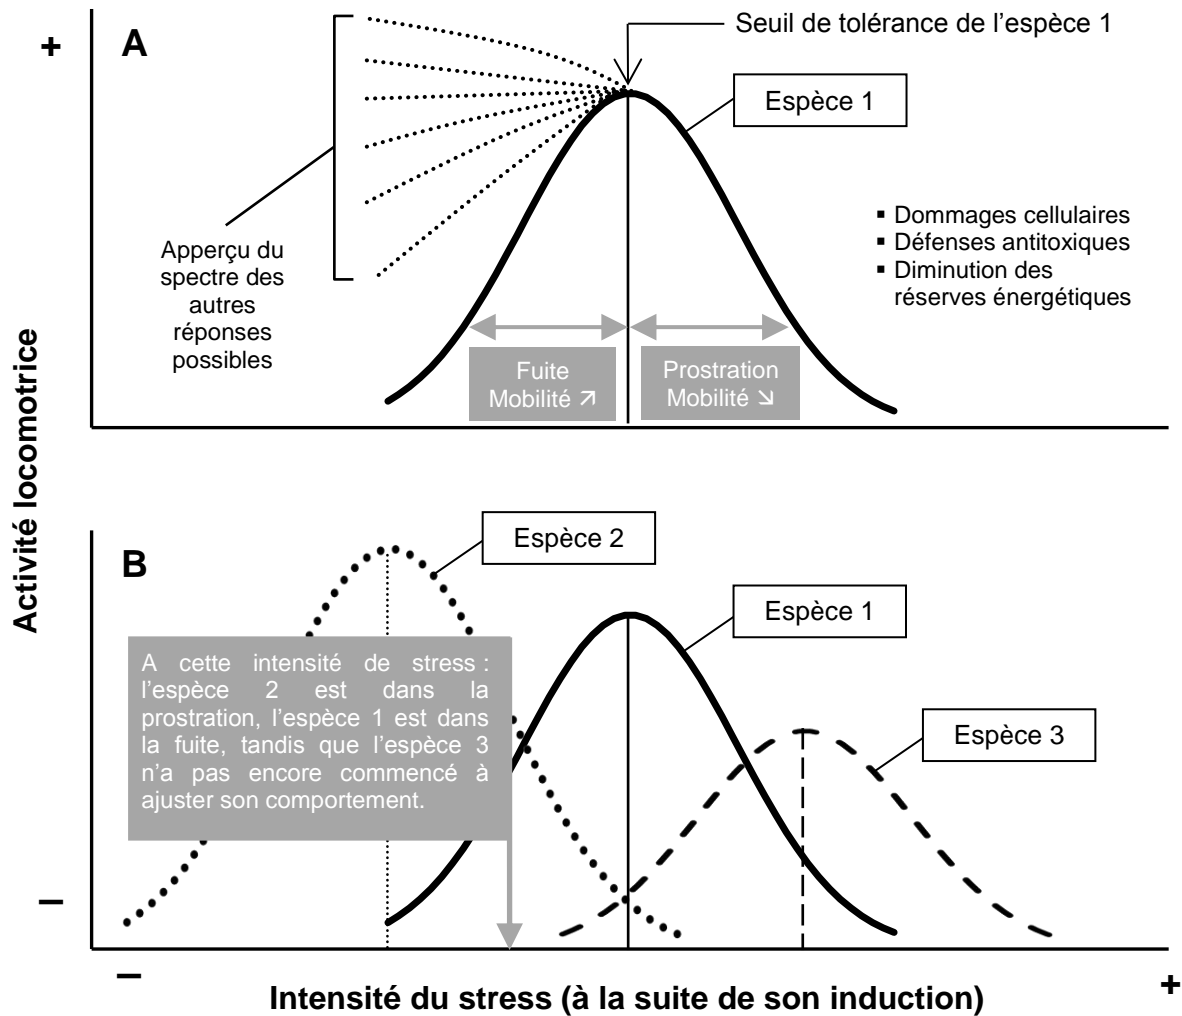 +
A
Seuil de tolérance de l’espèce 1
Espèce 1
▪ Dommages cellulaires
▪ Défenses antitoxiques
▪ Diminution des
réserves énergétiques
Apperçu du
spectre des
autres
réponses
possibles
Fuite
Mobilité ↗
Prostration
Mobilité ↘
Activité locomotrice
B
Espèce 2
Espèce 1
Espèce 3
A cette intensité de stress :
l’espèce 2 est dans la
prostration, l’espèce 1 est dans
la fuite, tandis que l’espèce 3
n’a pas encore commencé à
ajuster son comportement.
–
–
+
Intensité du stress (à la suite de son induction)